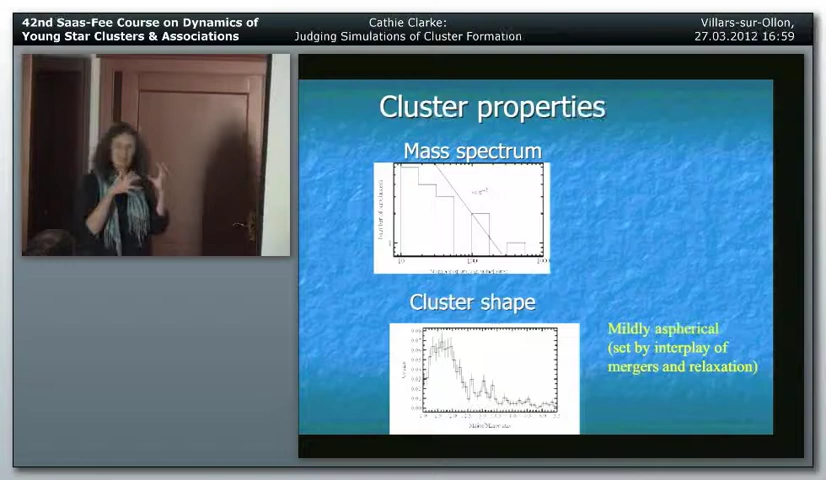 42nd Saas-Fee Course on Dynamics of
Young Star Clusters & Associations
Cathie Clarke:
Judging Simulations of Cluster Formation
Villars-sur-Ollon,
27.03.2012 16:59
Cluster properties
Mass spectrum
Cluster shape
Mildly aspherical
(set by interplay of
mergers and relaxation)